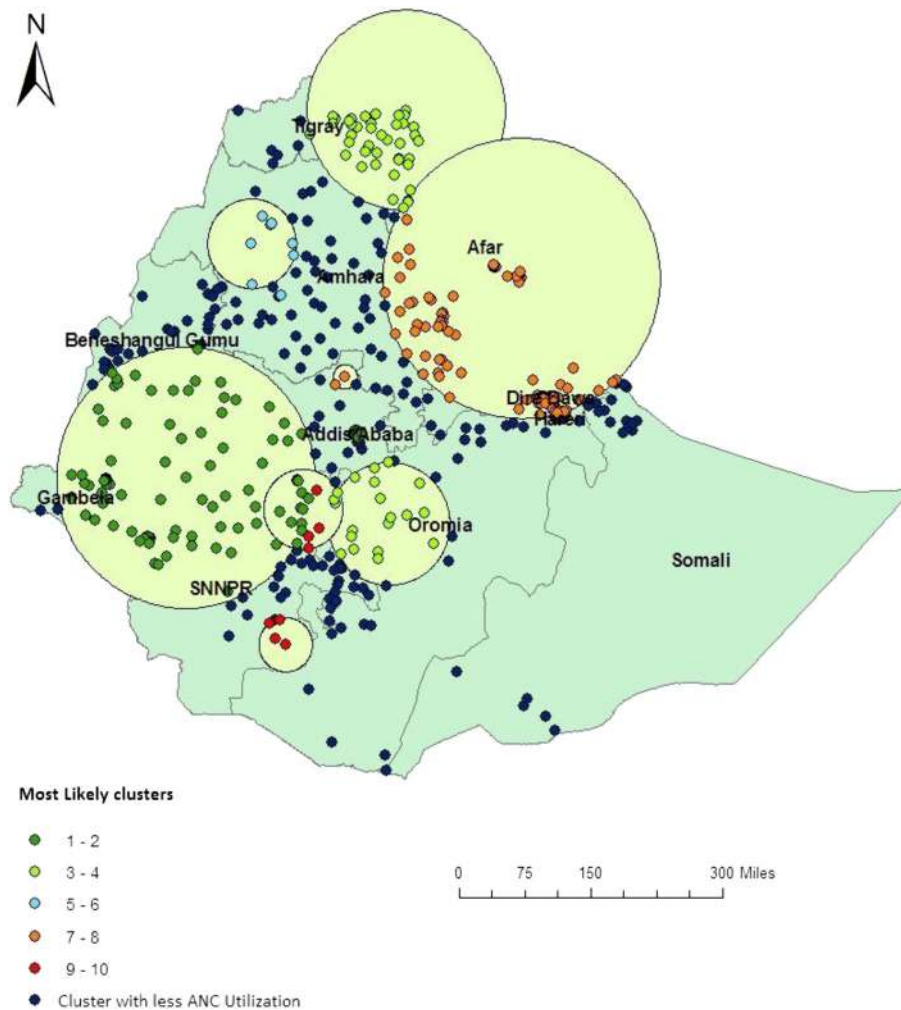 N
Tigray
Afar
Amhara
Beneshangul Gumu
Dire Dawa
Hareri
Addis Ababa
Gambela
Oromia
Somali
SNNPR
Most Likely clusters
1 - 2
3 - 4
5 - 6
7 - 8
9 - 10
Cluster with less ANC Utilization
0 75 150 300 Miles